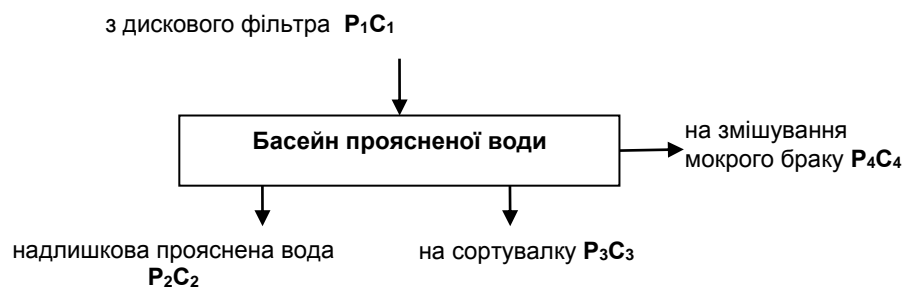 з дискового фільтра P₁C₁
Басейн проясненої води
на змішування
мокрого браку P₄C₄
надлишкова прояснена вода
P₂C₂
на сортувалку P₃C₃